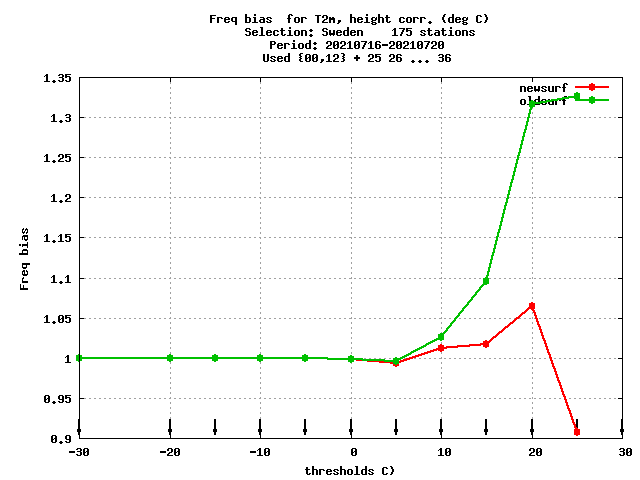 Freq bias  for T2m, height corr. (deg C)
Selection: Sweden    175 stations
Period: 20210716-20210720
Used {00,12} + 25 26 ... 36
newsurf
oldsurf
1.35
1.3
1.25
1.2
1.15
1.1
1.05
1
0.95
0.9
Freq bias
-30 -20 -10 0 10 20 30
thresholds C)